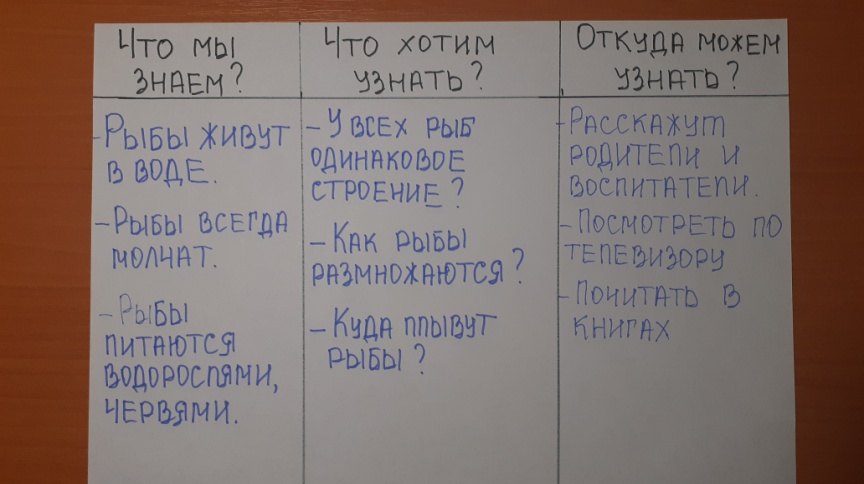 Что мы
знаем?
- Рыбы живут
в воде.
- Рыбы всегда
молчат.
- Рыбы
питаются
водорослями,
червями.
Что хотим
узнать?
- У всех рыб
одинаковое
строение?
- Как рыбы
размножаются?
- Куда плывут
рыбы?
Откуда можем
узнать?
- Расскажут
родители и
воспитатели.
- Посмотреть по
телевизору
- Почитать в
книгах